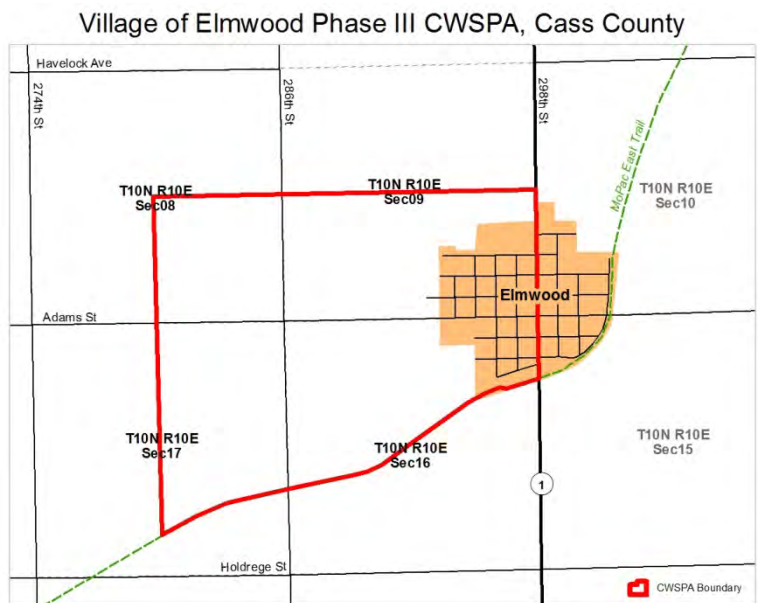 Village of Elmwood Phase III CWSPA, Cass County
Havelock Ave
274th St
286th St
298th St
MoPac East Trail
T10N R10E
Sec08
T10N R10E
Sec09
T10N R10E
Sec10
Elmwood
Adams St
T10N R10E
Sec17
T10N R10E
Sec16
T10N R10E
Sec15
1
Holdrege St
CWSPA Boundary